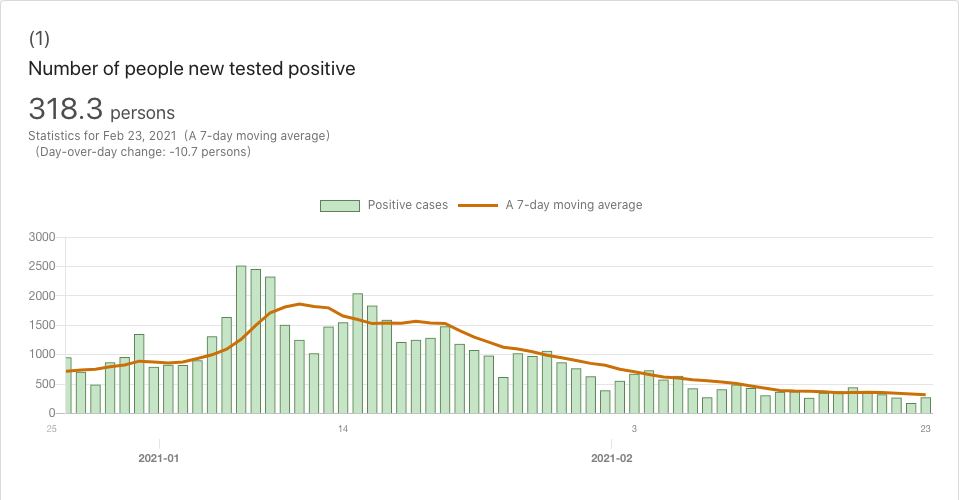 (1)
Number of people new tested positive
318.3 persons
Statistics for Feb 23, 2021 (A 7-day moving average)
(Day-over-day change: -10.7 persons)
Positive cases A 7-day moving average
3000
2500
2000
1500
1000
500
0
25 14 3 23
2021-01 2021-02